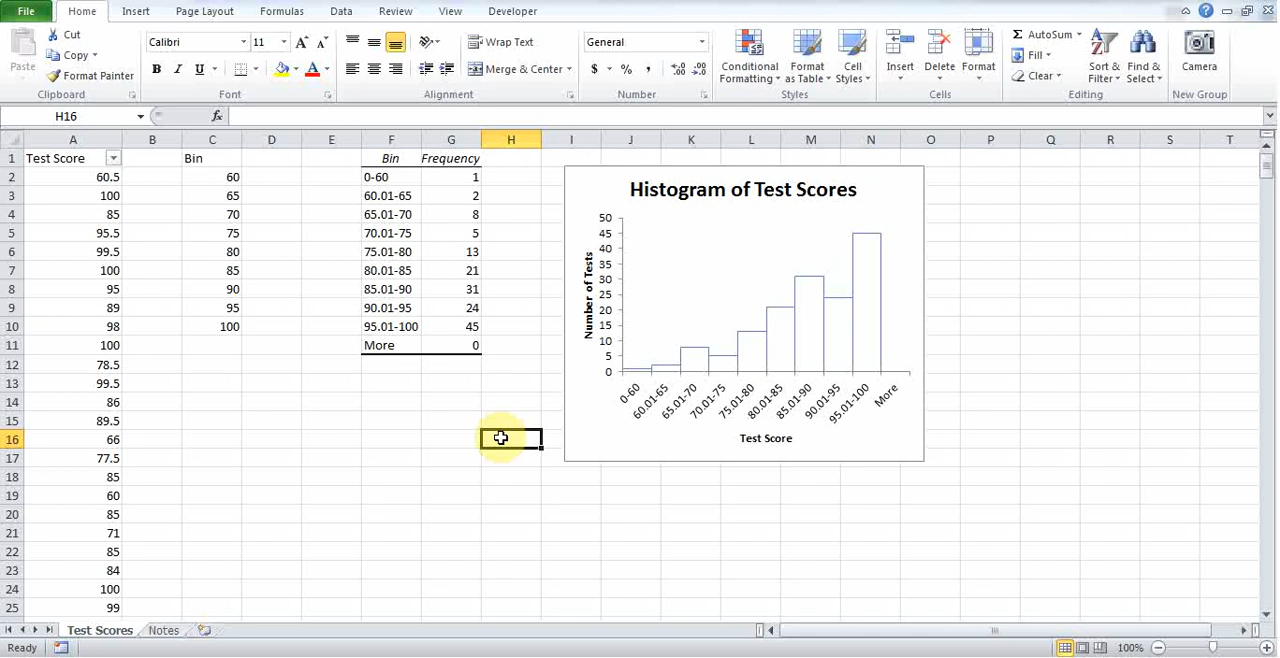 File Home Insert Page Layout Formulas Data Review View Developer
Paste Cut Copy Format Painter Clipboard
Calibri 11 A A B I U A Font
Wrap Text Merge & Center Alignment
General $ % , Number
Conditional Formatting Format as Table Cell Styles Styles
Insert Delete Format Cells
Σ AutoSum Fill Clear Sort & Filter Find & Select Editing
Camera New Group
H16 fx
A B C D E F G H I J K L M N O P Q R S T
1 Test Score Bin Bin Frequency
2 60.5 60 0-60 1
3 100 65 60.01-65 2
4 85 70 65.01-70 8
5 95.5 75 70.01-75 5
6 99.5 80 75.01-80 13
7 100 85 80.01-85 21
8 95 90 85.01-90 31
9 89 95 90.01-95 24
10 98 100 95.01-100 45
11 100 More 0
12 78.5
13 99.5
14 86
15 89.5
16 66
17 77.5
18 85
19 60
20 85
21 71
22 85
23 84
24 100
25 99
Histogram of Test Scores
Number of Tests
50
45
40
35
30
25
20
15
10
5
0
0-60 60.01-65 65.01-70 70.01-75 75.01-80 80.01-85 85.01-90 90.01-95 95.01-100 More
Test Score
Test Scores Notes
Ready 100%